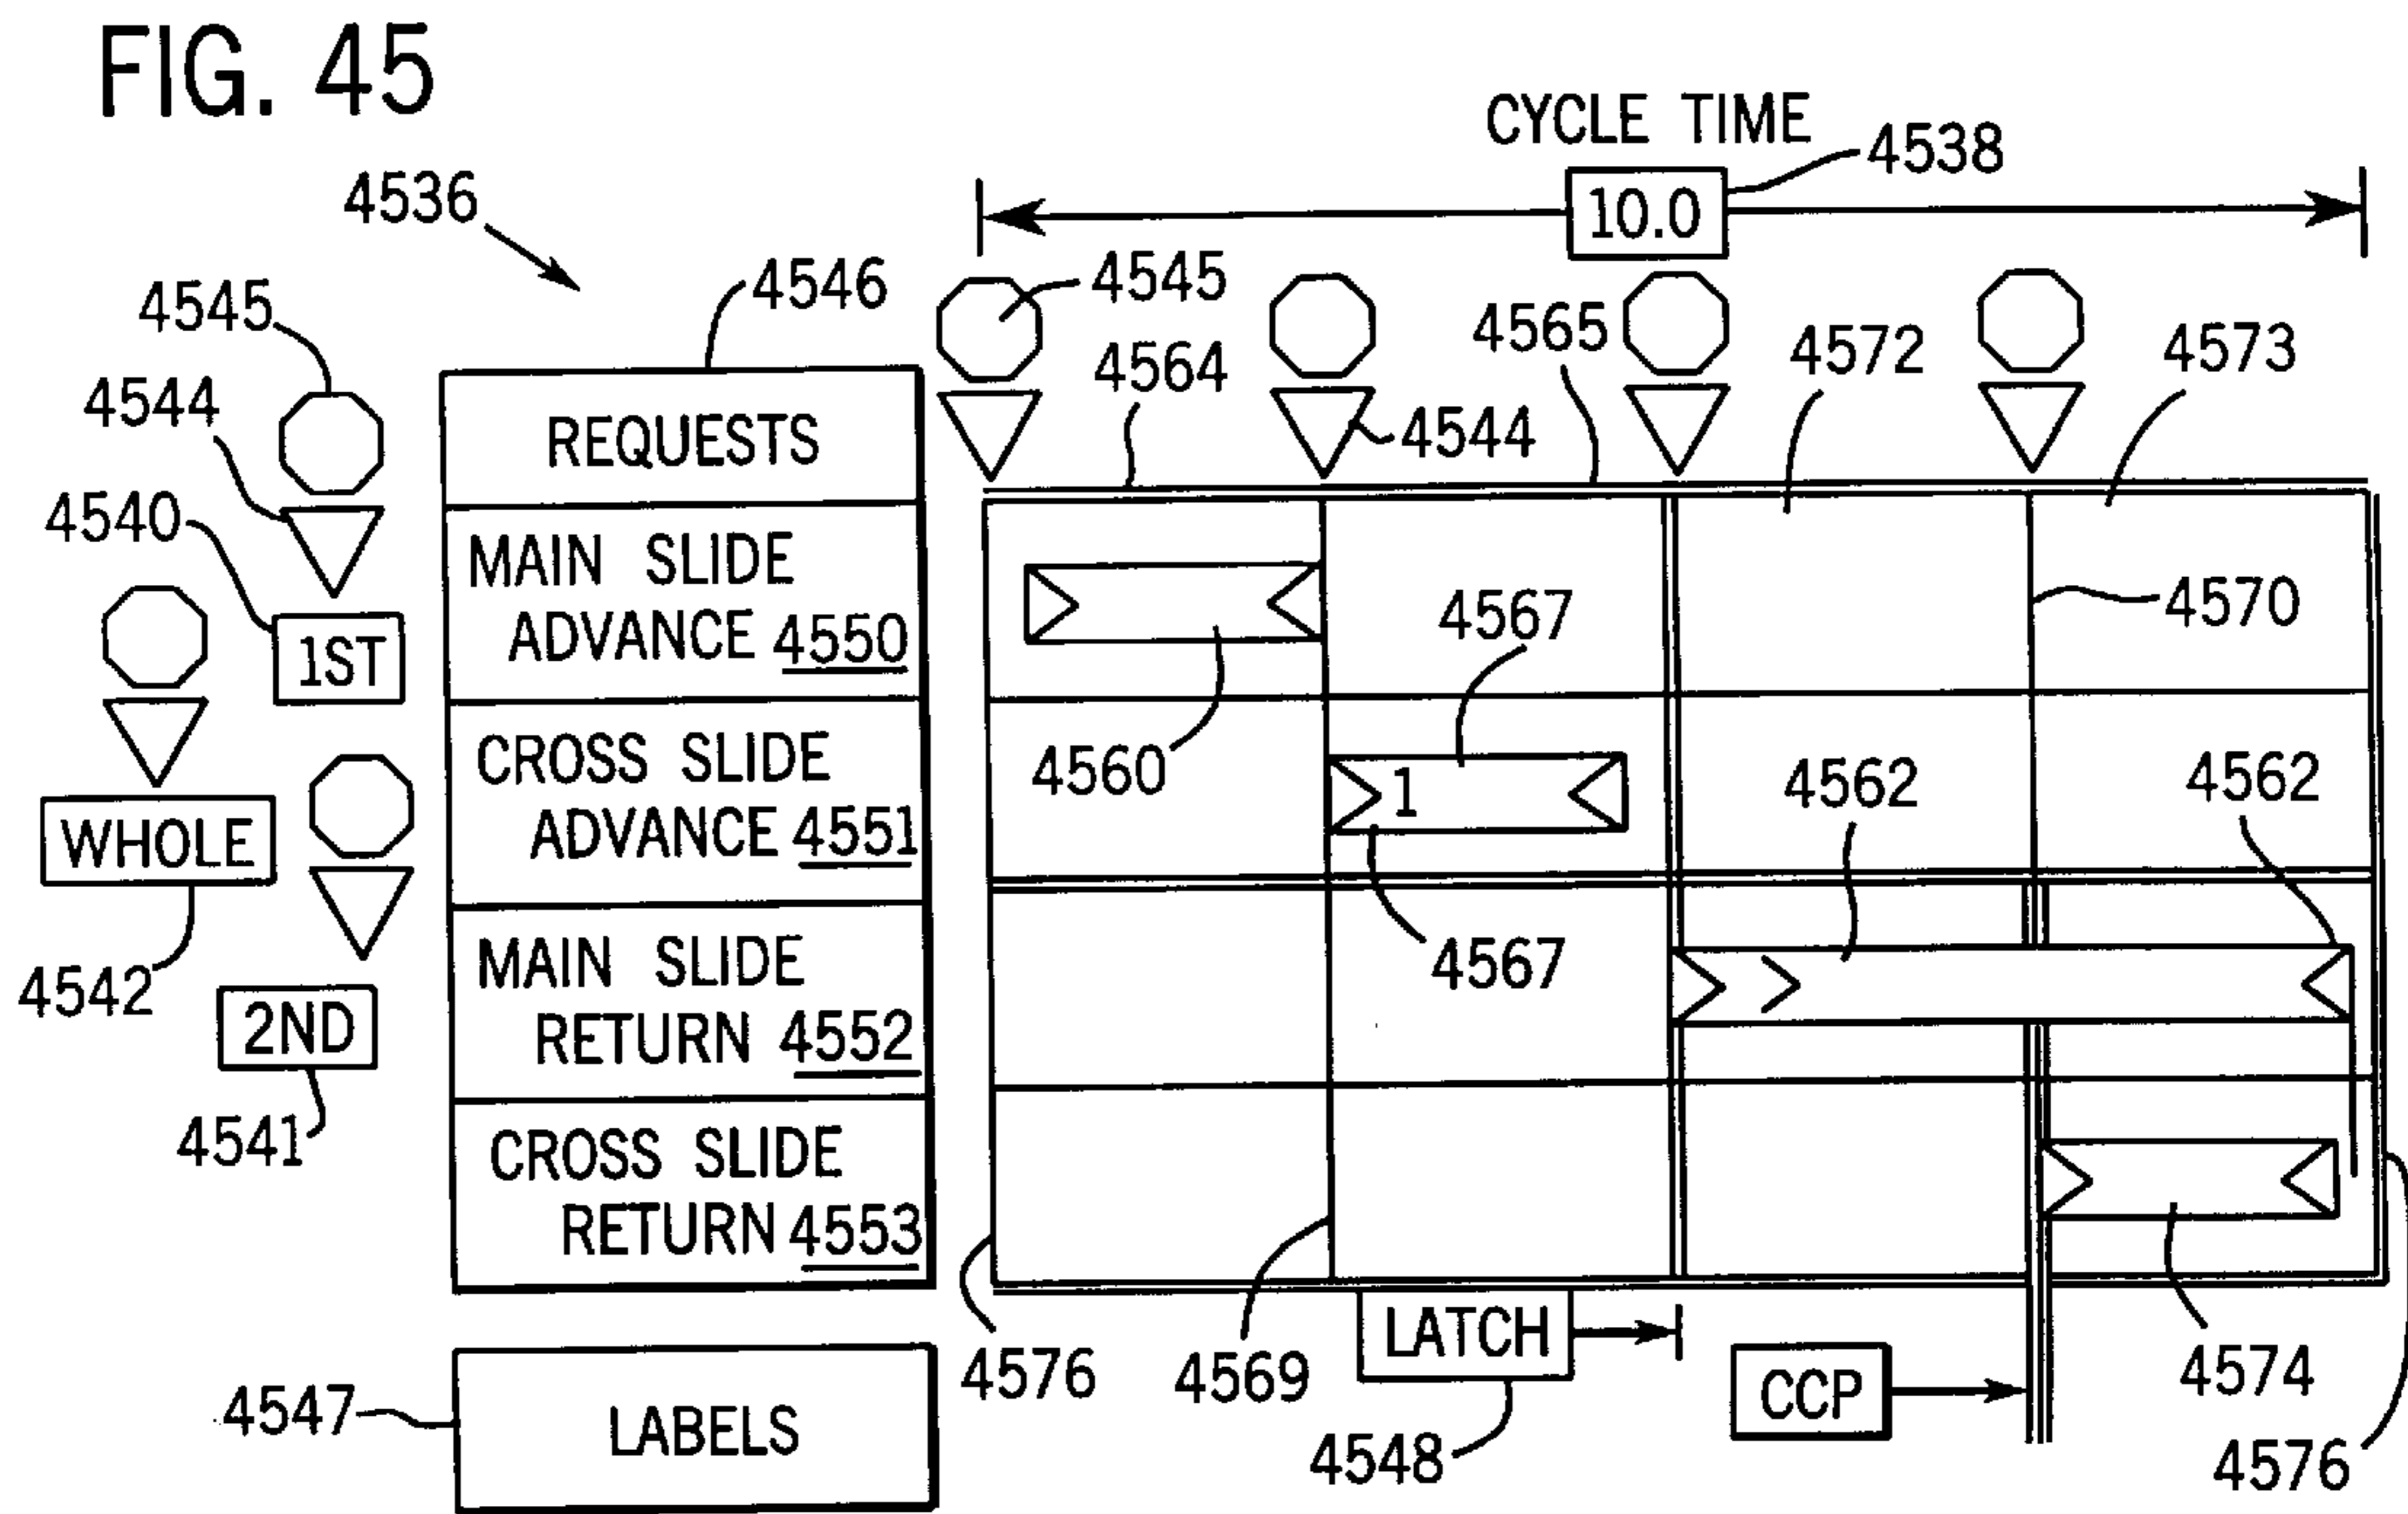 FIG. 45
CYCLE TIME
4538
10.0
4536
4546
4545
4545
4564
4565
4572
4573
4544
REQUESTS
4544
4540
MAIN SLIDE
ADVANCE 4550
4567
4570
1ST
CROSS SLIDE
ADVANCE 4551
4560
1
4562
4562
WHOLE
4542
MAIN SLIDE
RETURN 4552
4567
2ND
4541
CROSS SLIDE
RETURN 4553
4576
4569
LATCH
4574
CCP
4547
LABELS
4548
4576